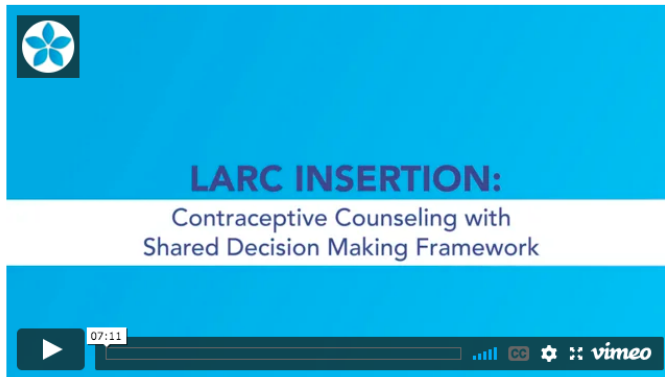 LARC INSERTION:
Contraceptive Counseling with
Shared Decision Making Framework
07:11
CC
vimeo